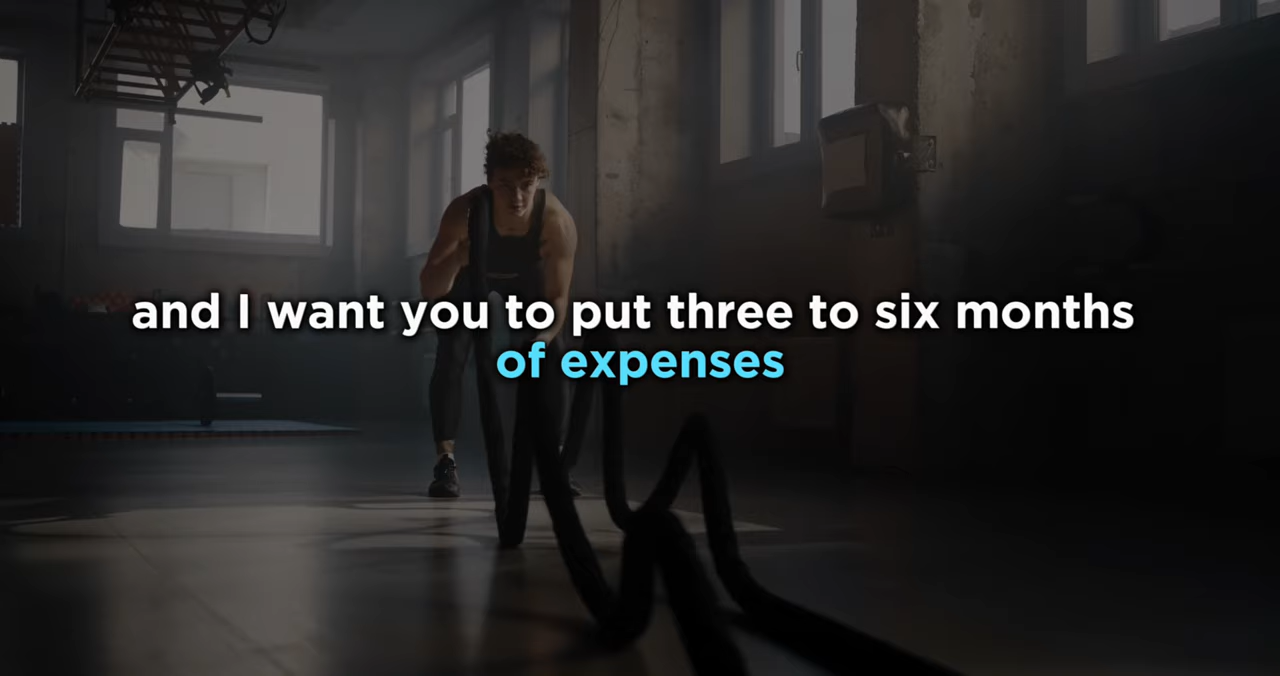 and I want you to put three to six months
of expenses